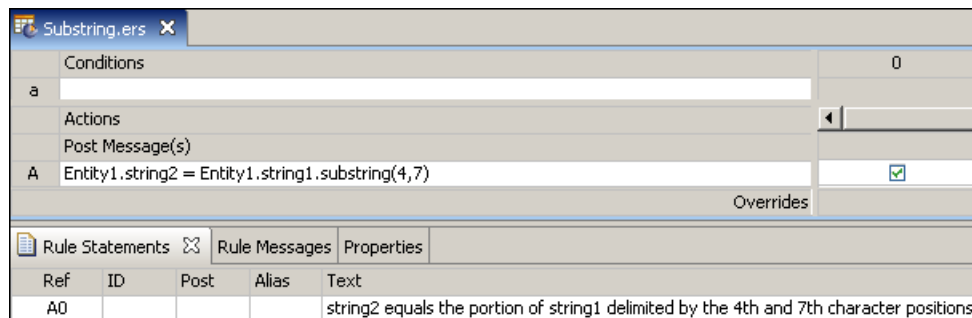 Substring.ers
Conditions 0
a
Actions
Post Message(s)
A Entity1.string2 = Entity1.string1.substring(4,7)
Overrides
Rule Statements Rule Messages Properties
Ref ID Post Alias Text
A0 string2 equals the portion of string1 delimited by the 4th and 7th character positions